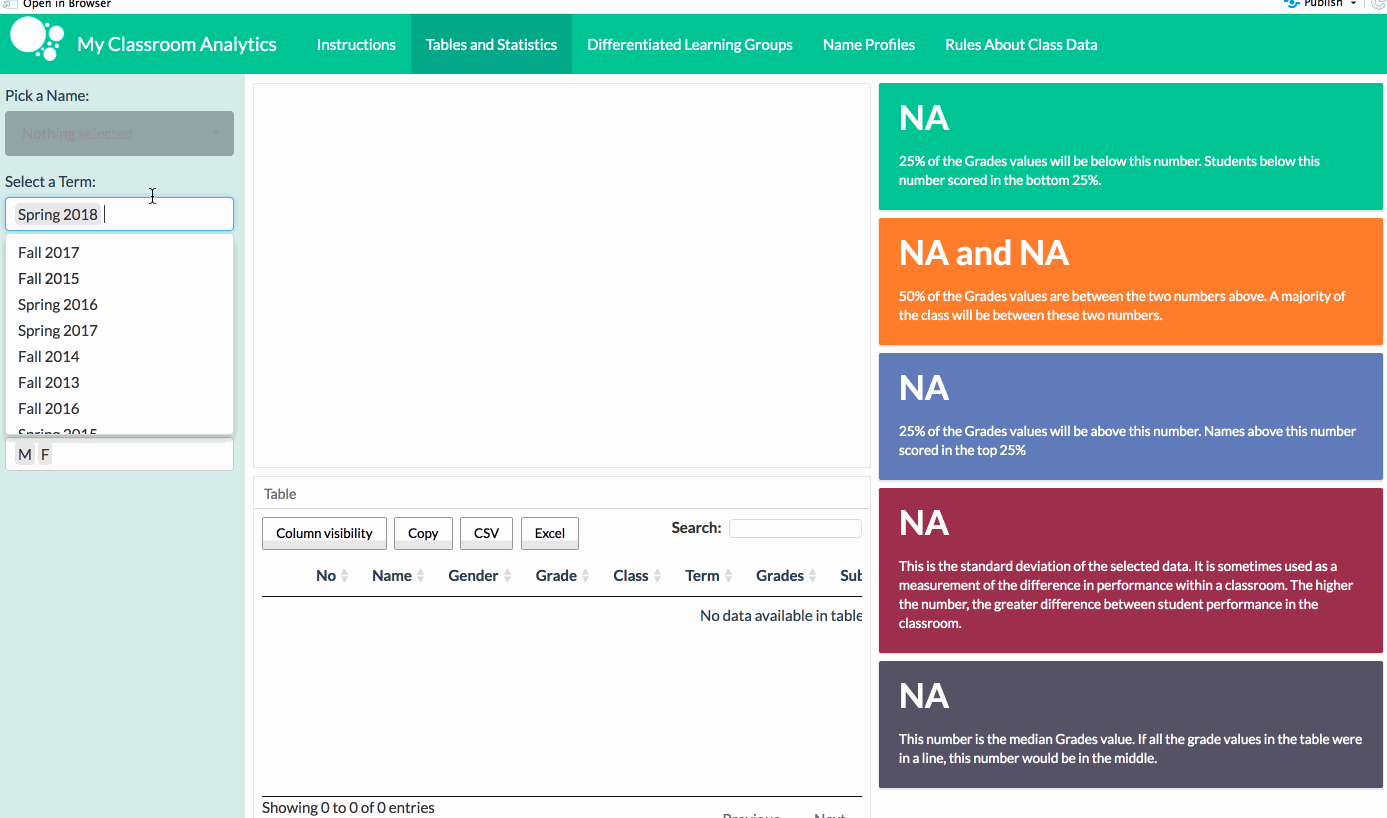 Open in Browser
Publish
My Classroom Analytics
Instructions
Tables and Statistics
Differentiated Learning Groups
Name Profiles
Rules About Class Data
Pick a Name:
Nothing selected
Select a Term:
Spring 2018
Fall 2017
Fall 2015
Spring 2016
Spring 2017
Fall 2014
Fall 2013
Fall 2016
Spring 2015
M F
Table
Column visibility
Copy
CSV
Excel
Search:
No Name Gender Grade Class Term Grades Sub
No data available in table
Showing 0 to 0 of 0 entries
Previous
Next
NA
25% of the Grades values will be below this number. Students below this
number scored in the bottom 25%.
NA and NA
50% of the Grades values are between the two numbers above. A majority of
the class will be between these two numbers.
NA
25% of the Grades values will be above this number. Names above this number
scored in the top 25%
NA
This is the standard deviation of the selected data. It is sometimes used as a
measurement of the difference in performance within a classroom. The higher
the number, the greater difference between student performance in the
classroom.
NA
This number is the median Grades value. If all the grade values in the table were
in a line, this number would be in the middle.